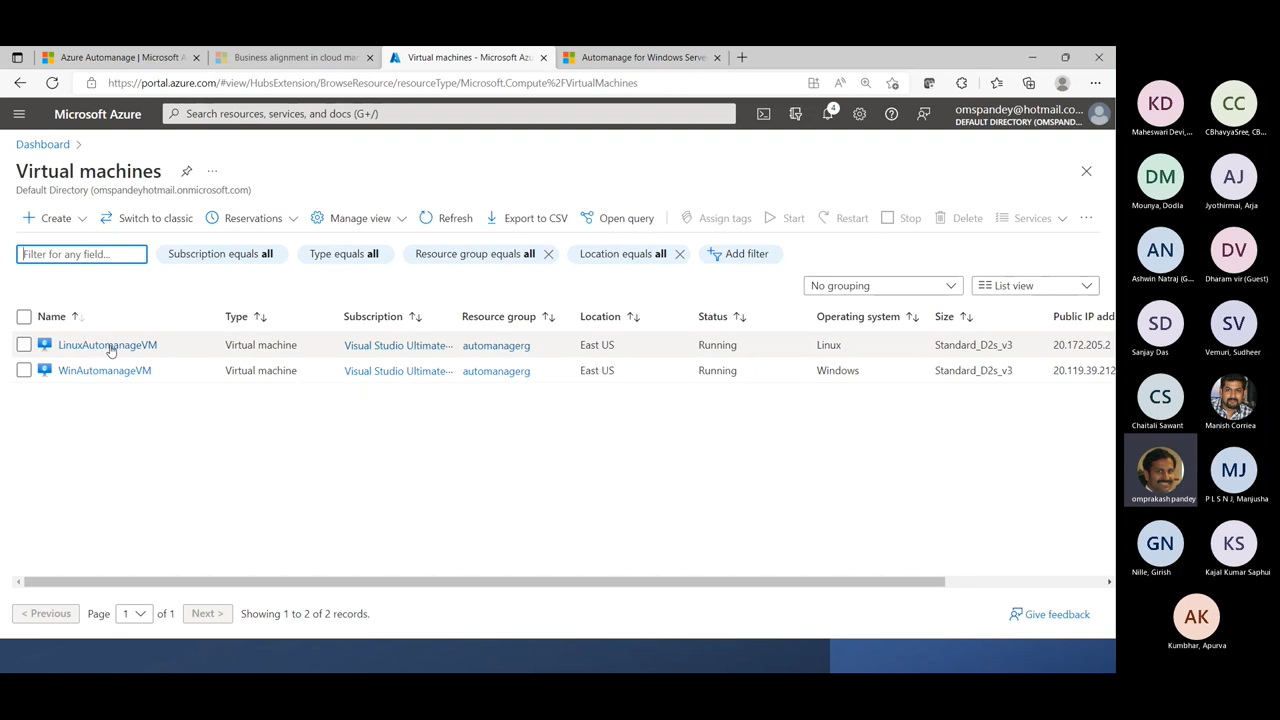 Azure Automanage | Microsoft A
Business alignment in cloud ma
Virtual machines - Microsoft Azu
Automanage for Windows Serve
https://portal.azure.com/#view/HubsExtension/BrowseResource/resourceType/Microsoft.Compute%2FVirtualMachines
Microsoft Azure
Search resources, services, and docs (G+/)
4
omspandey@hotmail.co...
DEFAULT DIRECTORY (OMSPAND...
Dashboard
Virtual machines
...
Default Directory (omspandeyhotmail.onmicrosoft.com)
Create
Switch to classic
Reservations
Manage view
Refresh
Export to CSV
Open query
Assign tags
Start
Restart
Stop
Delete
Services
...
Filter for any field...
Subscription equals all
Type equals all
Resource group equals all
Location equals all
Add filter
No grouping
List view
Name Type Subscription Resource group Location Status Operating system Size Public IP add
LinuxAutomanageVM Virtual machine Visual Studio Ultimate... automanagerg East US Running Linux Standard_D2s_v3 20.172.205.2
WinAutomanageVM Virtual machine Visual Studio Ultimate... automanagerg East US Running Windows Standard_D2s_v3 20.119.39.212
< Previous Page 1 of 1 Next > Showing 1 to 2 of 2 records.
Give feedback
KD CC
Maheswari Devi,... CBhavyaSree, CB...
DM AJ
Mounya, Dodla Jyothirmai, Arja
AN DV
Ashwin Natraj (G... Dharam vir (Guest)
SD SV
Sanjay Das Vemuri, Sudheer
CS
Chaitali Sawant Manish Corriea
MJ
omprakash pandey P L S N J, Manjusha
GN KS
Nille, Girish Kajal Kumar Saphui
AK
Kumbhar, Apurva